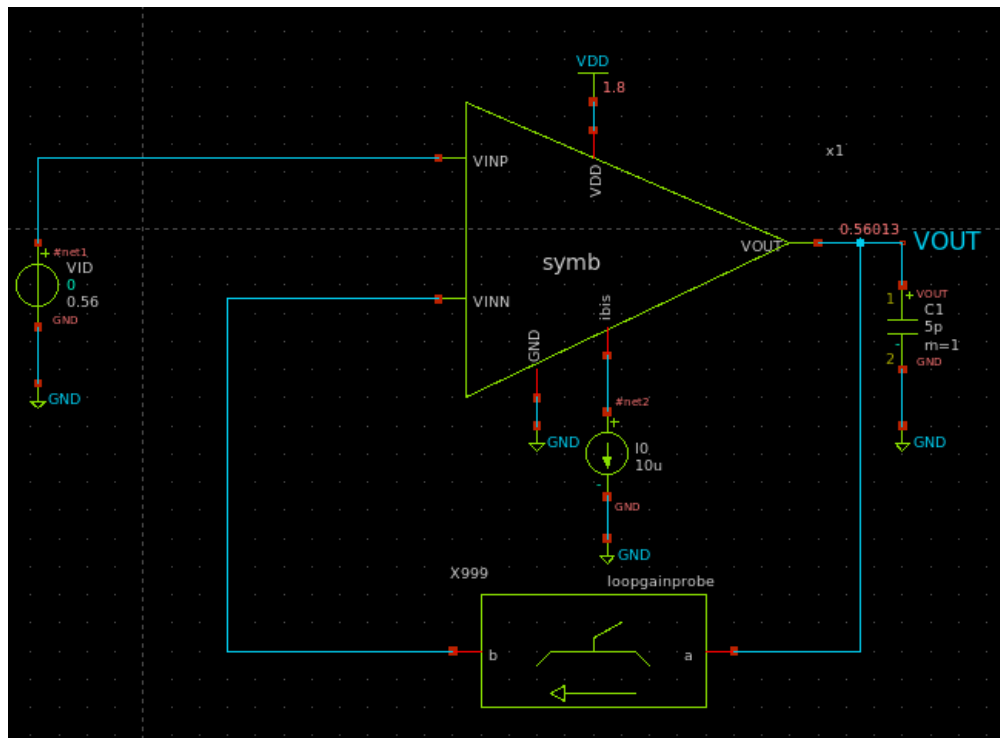 VDD
1.8
x1
VINP
VDD
0.56013
VOUT
VOUT
+ #net1
VID
0
0.56
GND
symb
VINN
ibis
GND
1
+ VOUT
C1
5p
m=1
2
-
GND
GND
#net2
+
GND
I0
10u
-
GND
GND
GND
X999
loopgainprobe
b
a